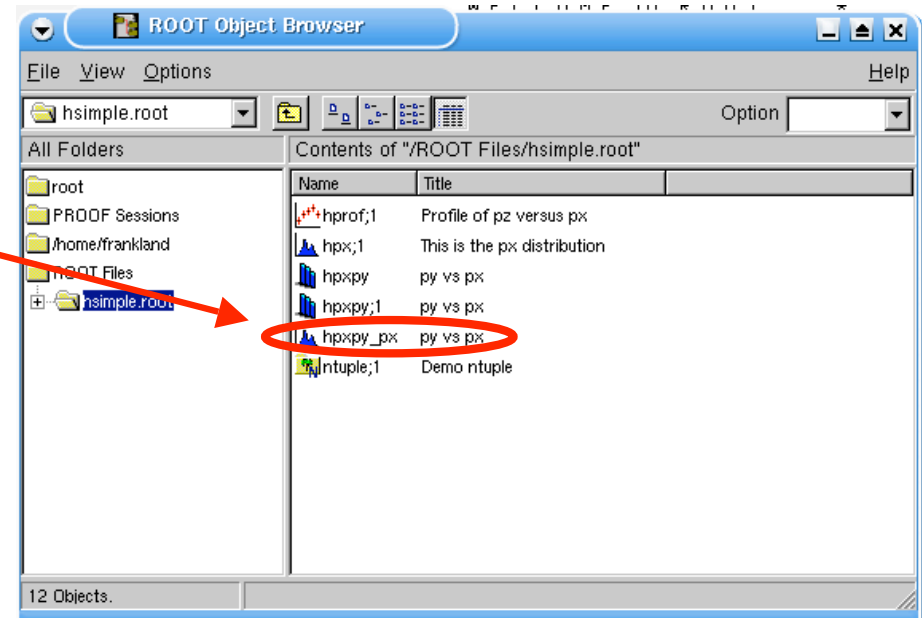 ROOT Object Browser
File View Options Help
hsimple.root Option
All Folders Contents of "/ROOT Files/hsimple.root"
root
PROOF Sessions
/home/frankland
ROOT Files
hsimple.root
Name Title
hprof;1 Profile of pz versus px
hpx;1 This is the px distribution
hpxpy py vs px
hpxpy;1 py vs px
hpxpy_px py vs px
ntuple;1 Demo ntuple
12 Objects.